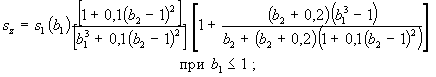 s_z = s_1(b_1) [1 + 0,1(b_2 − 1)^2] / [b_1^3 + 0,1(b_2 − 1)^2] [1 + (b_2 + 0,2)(b_1^3 − 1) / (b_2 + (b_2 + 0,2)(1 + 0,1(b_2 − 1)^2))]
при b_1 ≤ 1 ;